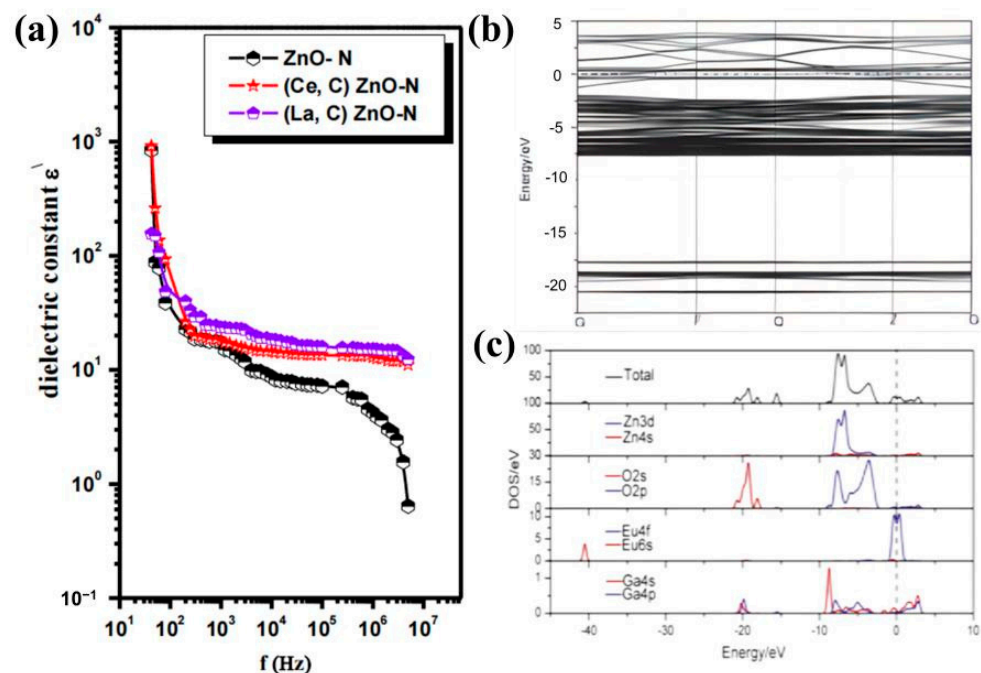 (a)
10⁴
10³
10²
10¹
10⁰
10⁻¹
dielectric constant ε\
ZnO- N
(Ce, C) ZnO-N
(La, C) ZnO-N
10¹ 10² 10³ 10⁴ 10⁵ 10⁶ 10⁷
f (Hz)
(b)
5
0
-5
-10
-15
-20
Energy/eV
G F Q Z G
(c)
100
50
100
50
30
15
10
5
0
1
0
DOS/eV
Total
Zn3d
Zn4s
O2s
O2p
Eu4f
Eu6s
Ga4s
Ga4p
-40 -30 -20 -10 0 10
Energy/eV